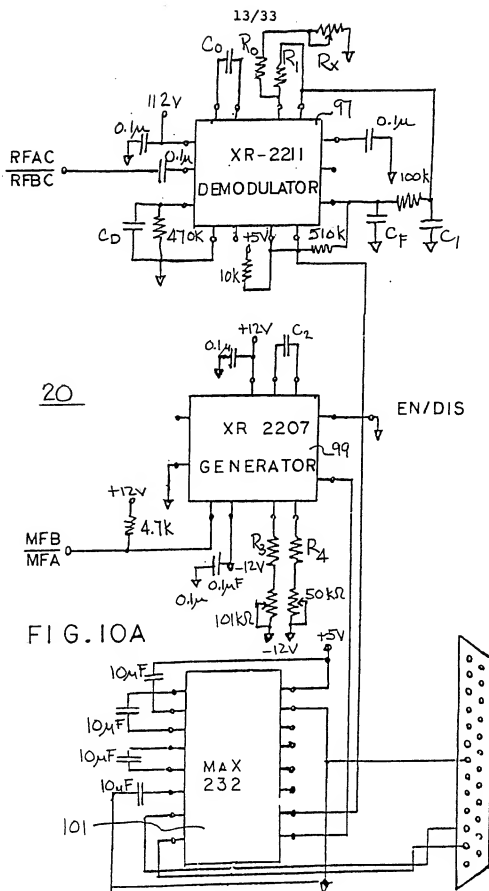 13/33
C0
R0
R1
Rx
112V
0.1μ
0.1μ
97
0.1μ
RFAC
RFBC
XR-2211
DEMODULATOR
100k
CD
470k
+5V
10k
510k
CF
C1
+12V
0.1μ
C2
20
EN/DIS
XR 2207
GENERATOR
99
+12V
4.7k
MFB
MFA
R3
R4
-12V
0.1μF
0.1μ
101kΩ
50kΩ
-12V
FIG.10A
+5V
10μF
10μF
10μF
10μF
MAX
232
101